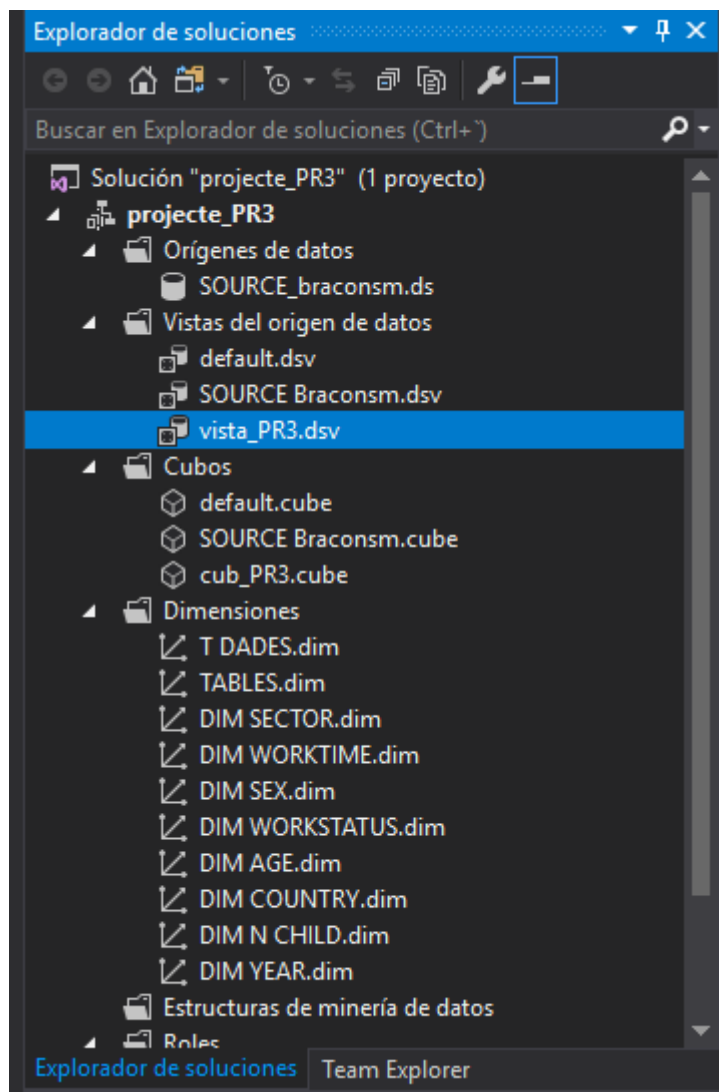 Explorador de soluciones
Buscar en Explorador de soluciones (Ctrl+`)
Solución "projecte_PR3" (1 proyecto)
projecte_PR3
Orígenes de datos
SOURCE_braconsm.ds
Vistas del origen de datos
default.dsv
SOURCE Braconsm.dsv
vista_PR3.dsv
Cubos
default.cube
SOURCE Braconsm.cube
cub_PR3.cube
Dimensiones
T DADES.dim
TABLES.dim
DIM SECTOR.dim
DIM WORKTIME.dim
DIM SEX.dim
DIM WORKSTATUS.dim
DIM AGE.dim
DIM COUNTRY.dim
DIM N CHILD.dim
DIM YEAR.dim
Estructuras de minería de datos
Roles
Explorador de soluciones Team Explorer